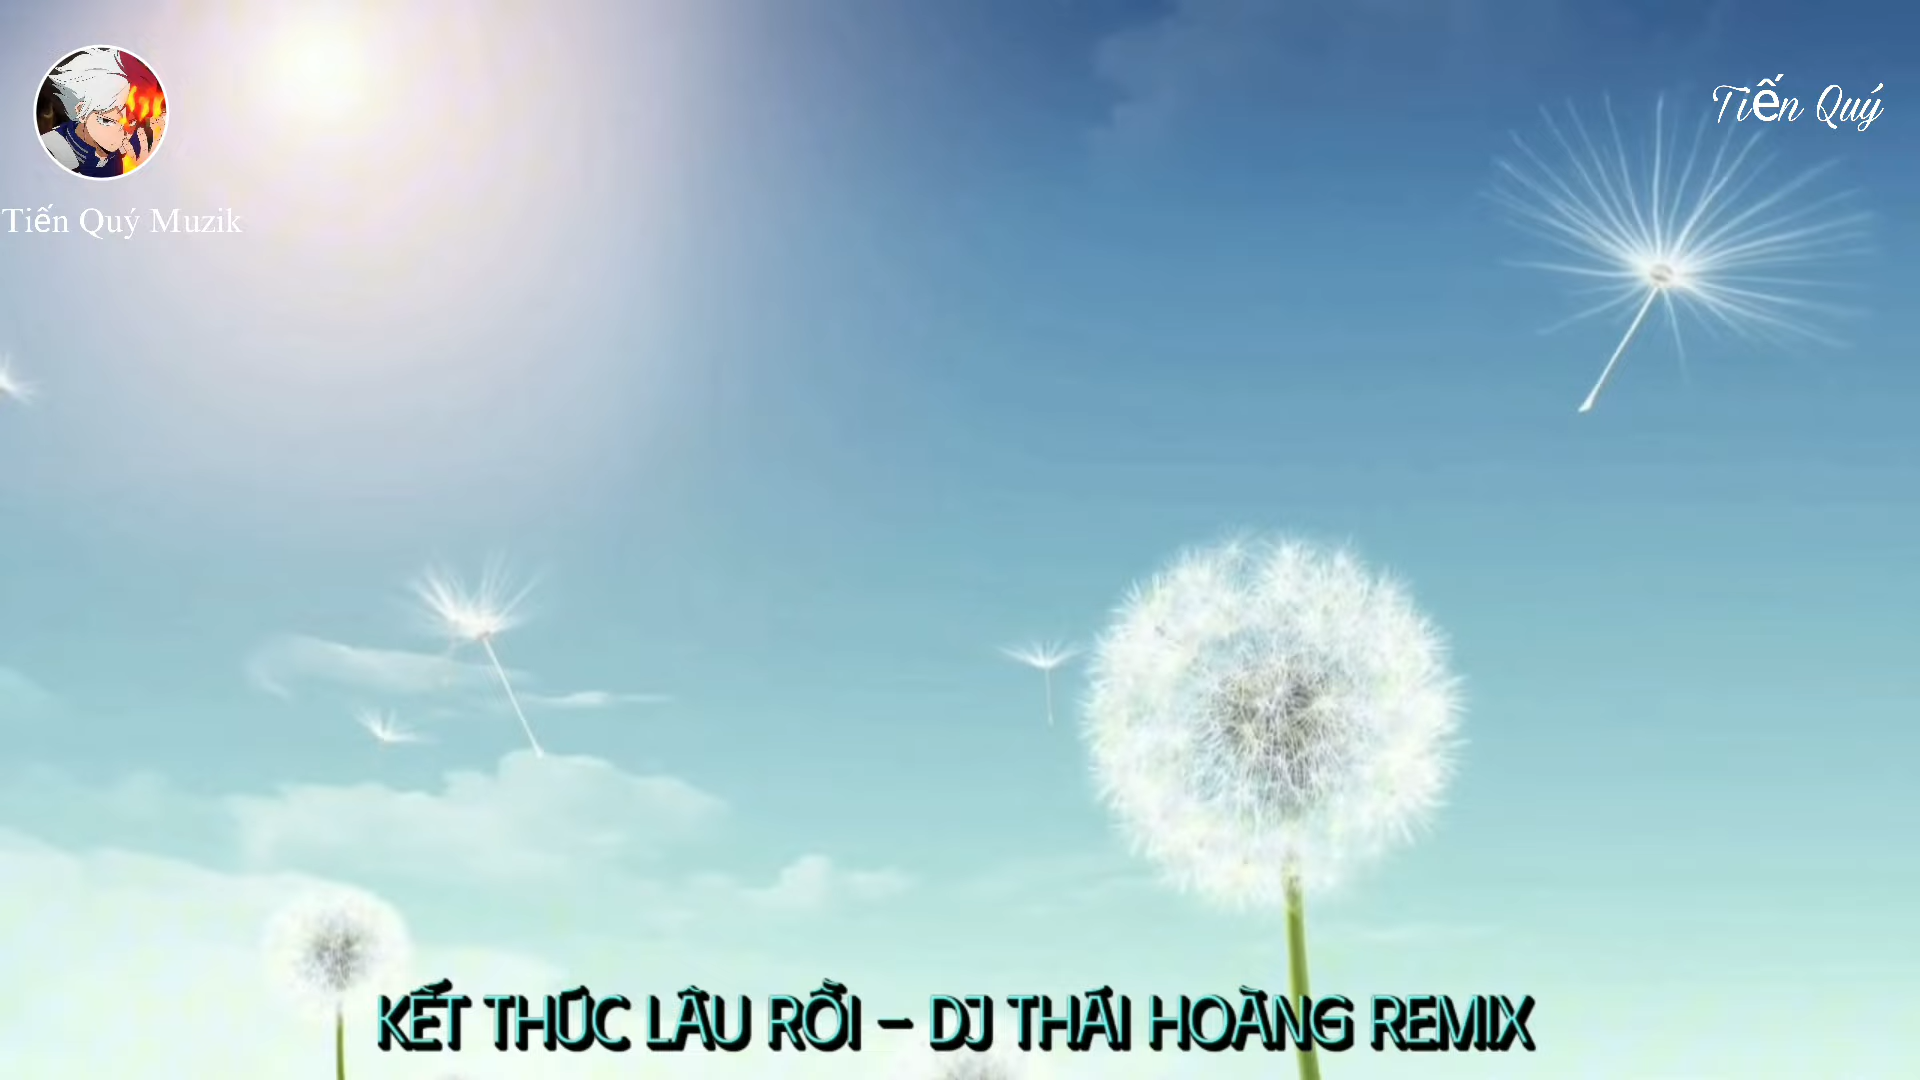 Tiến Quý
Tiến Quý Muzik
KẾT THÚC LÂU RỒI - DJ THÁI HOÀNG REMIX